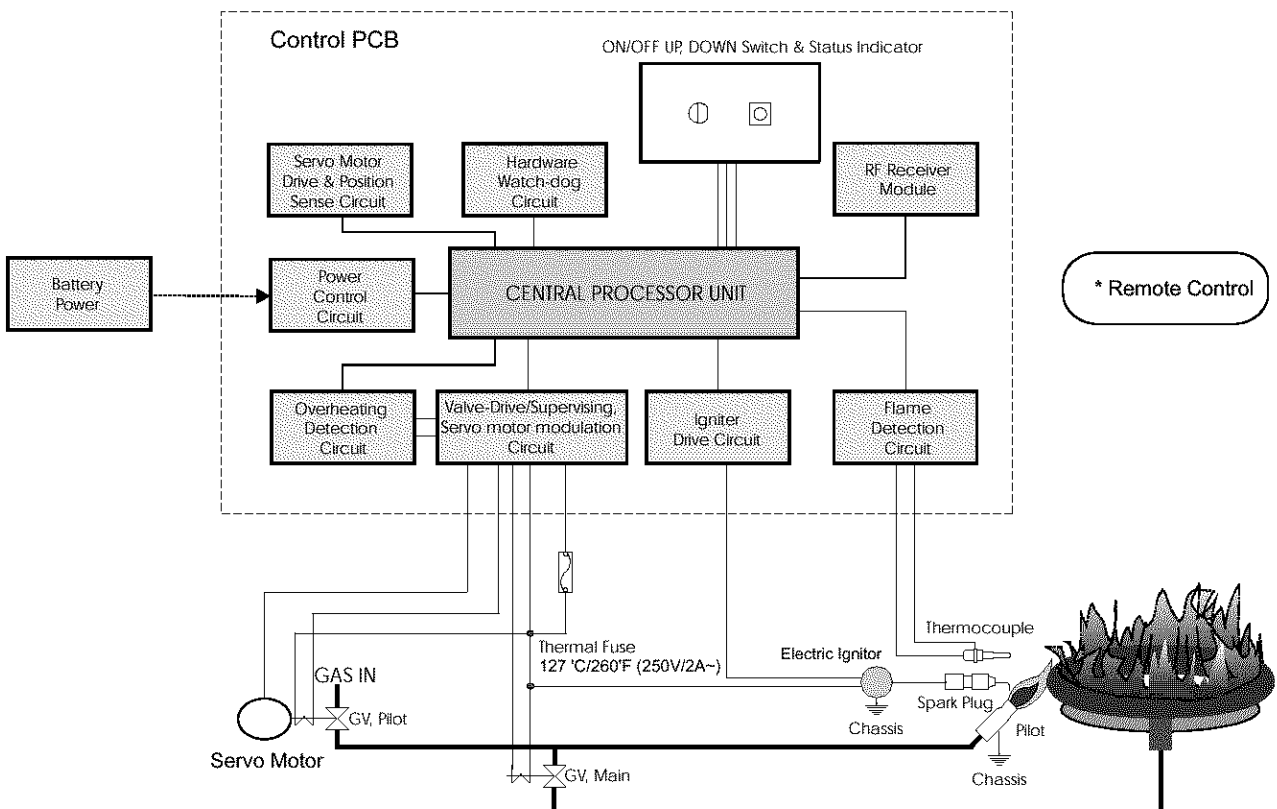 Control PCB
ON/OFF UP, DOWN Switch & Status Indicator
Servo Motor
Drive & Position
Sense Circuit
Hardware
Watch-dog
Circuit
RF Receiver
Module
Battery
Power
Power
Control
Circuit
CENTRAL PROCESSOR UNIT
* Remote Control
Overheating
Detection
Circuit
Valve-Drive/Supervising,
Servo motor modulation
Circuit
Igniter
Drive Circuit
Flame
Detection
Circuit
Thermal Fuse
127 'C/260'F (250V/2A~)
Thermocouple
Electric Ignitor
GAS IN
GV, Pilot
Servo Motor
Spark Plug
Chassis
Pilot
Chassis
GV, Main